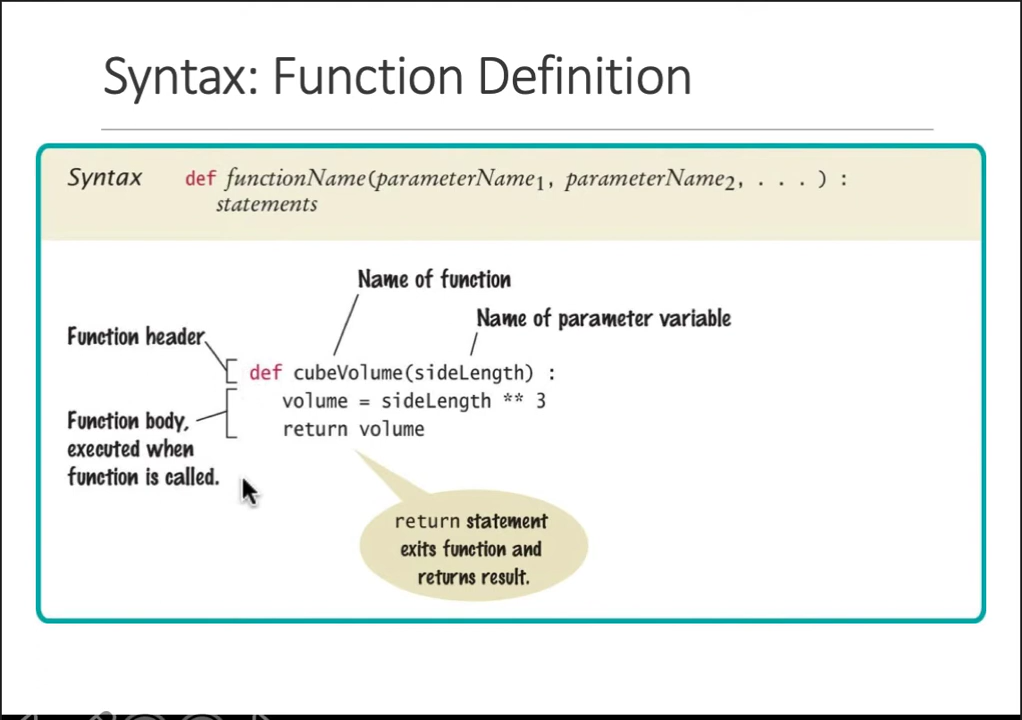 Syntax: Function Definition
Syntax def functionName(parameterName1, parameterName2, . . . . ) :
statements
Name of function
Name of parameter variable
Function header
def cubeVolume(sideLength) :
volume = sideLength ** 3
return volume
Function body,
executed when
function is called.
return statement
exits function and
returns result.